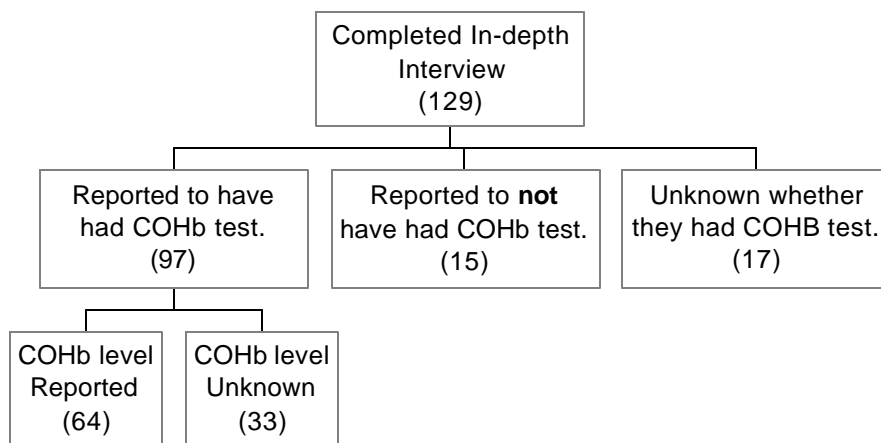 Completed In-depth
Interview
(129)
Reported to have
had COHb test.
(97)
Reported to not
have had COHb test.
(15)
Unknown whether
they had COHB test.
(17)
COHb level
Reported
(64)
COHb level
Unknown
(33)